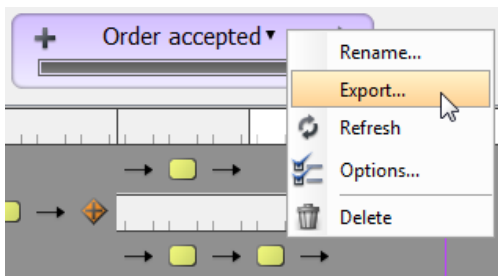 Order accepted
Rename...
Export...
Refresh
Options...
Delete